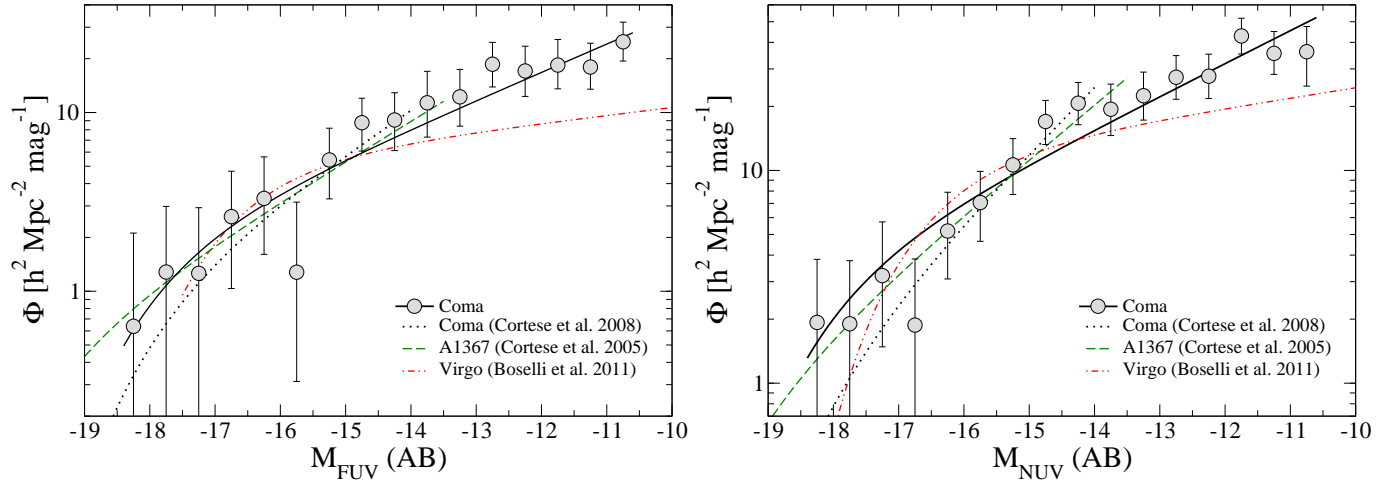 Φ [h² Mpc⁻² mag⁻¹]
10
1
Coma
Coma (Cortese et al. 2008)
A1367 (Cortese et al. 2005)
Virgo (Boselli et al. 2011)
-19 -18 -17 -16 -15 -14 -13 -12 -11 -10
M_FUV (AB)
Φ [h² Mpc⁻² mag⁻¹]
10
1
Coma
Coma (Cortese et al. 2008)
A1367 (Cortese et al. 2005)
Virgo (Boselli et al. 2011)
-19 -18 -17 -16 -15 -14 -13 -12 -11 -10
M_NUV (AB)